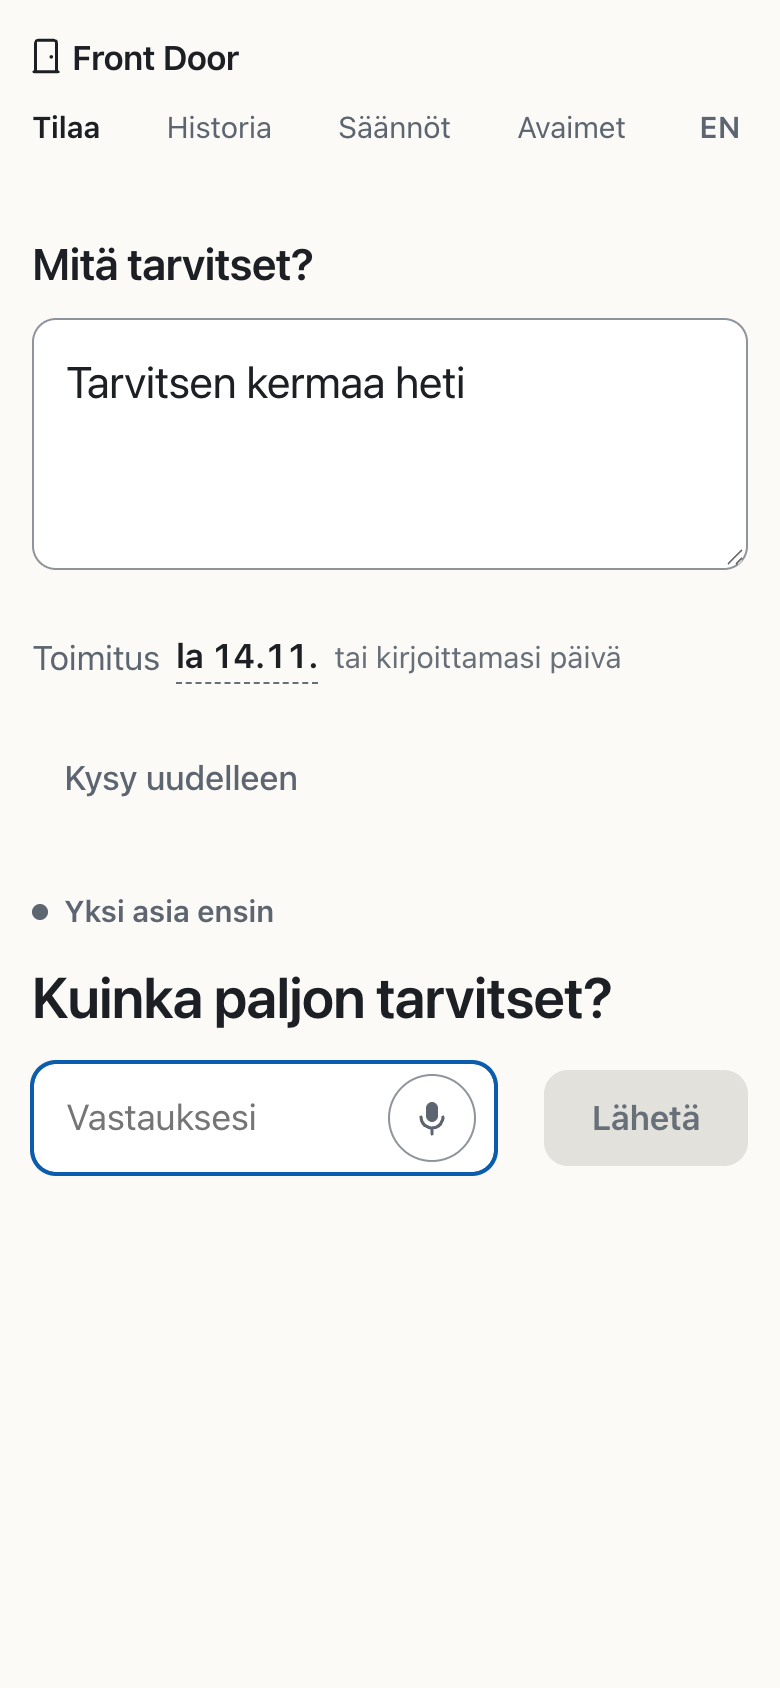 Front Door
Tilaa Historia Säännöt Avaimet EN
Mitä tarvitset?
Tarvitsen kermaa heti
Toimitus la 14.11. tai kirjoittamasi päivä
Kysy uudelleen
Yksi asia ensin
Kuinka paljon tarvitset?
Vastauksesi Lähetä